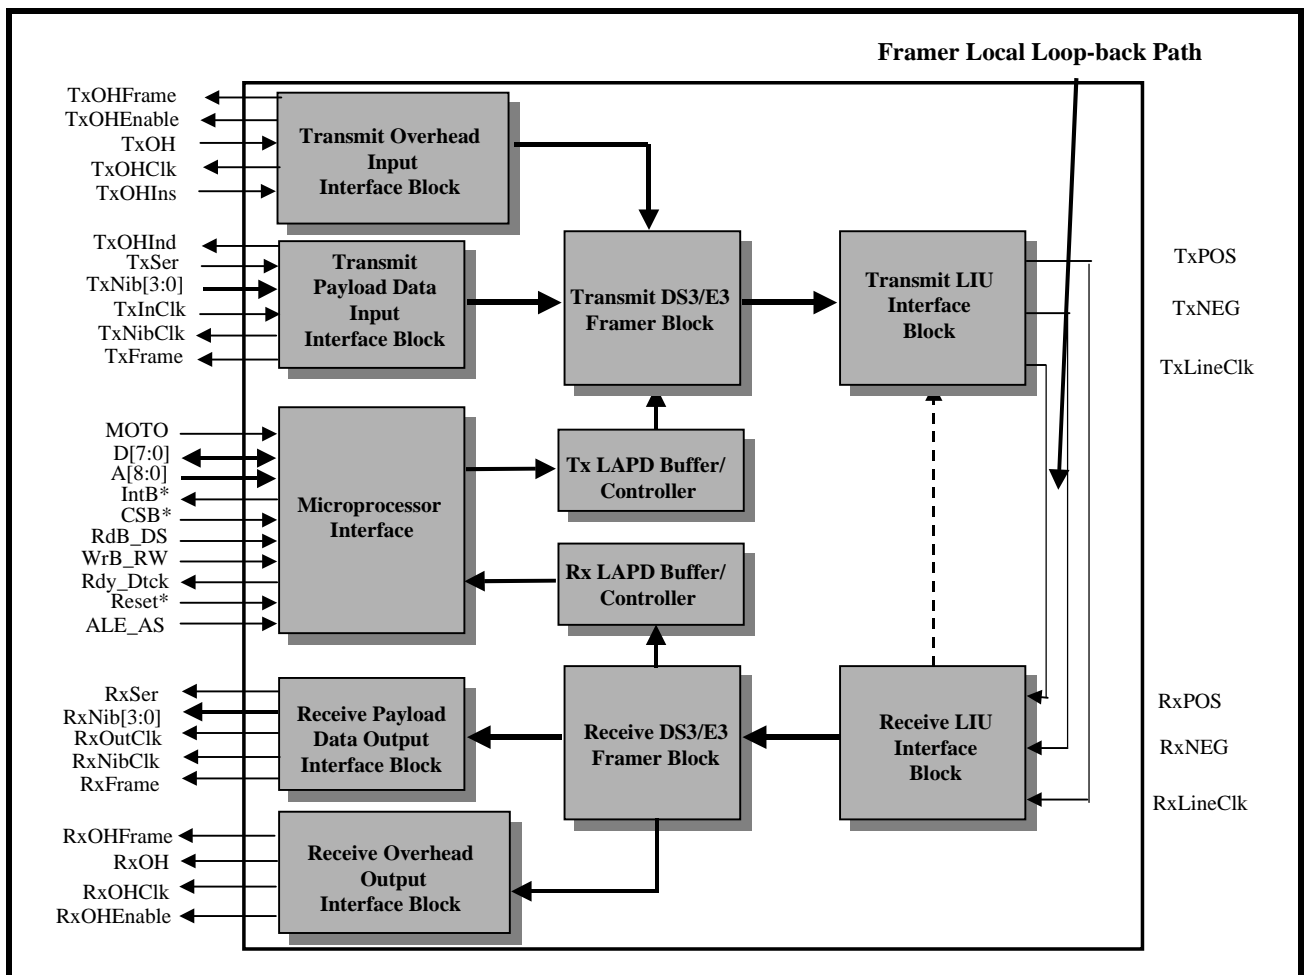 Framer Local Loop-back Path
TxOHFrame
TxOHEnable
TxOH
TxOHClk
TxOHIns
Transmit Overhead
Input
Interface Block
TxOHInd
TxSer
TxNib[3:0]
TxInClk
TxNibClk
TxFrame
Transmit
Payload Data
Input
Interface Block
Transmit DS3/E3
Framer Block
Transmit LIU
Interface
Block
TxPOS
TxNEG
TxLineClk
MOTO
D[7:0]
A[8:0]
IntB*
CSB*
RdB_DS
WrB_RW
Rdy_Dtck
Reset*
ALE_AS
Microprocessor
Interface
Tx LAPD Buffer/
Controller
Rx LAPD Buffer/
Controller
RxSer
RxNib[3:0]
RxOutClk
RxNibClk
RxFrame
Receive Payload
Data Output
Interface Block
Receive DS3/E3
Framer Block
Receive LIU
Interface
Block
RxPOS
RxNEG
RxLineClk
RxOHFrame
RxOH
RxOHClk
RxOHEnable
Receive Overhead
Output
Interface Block